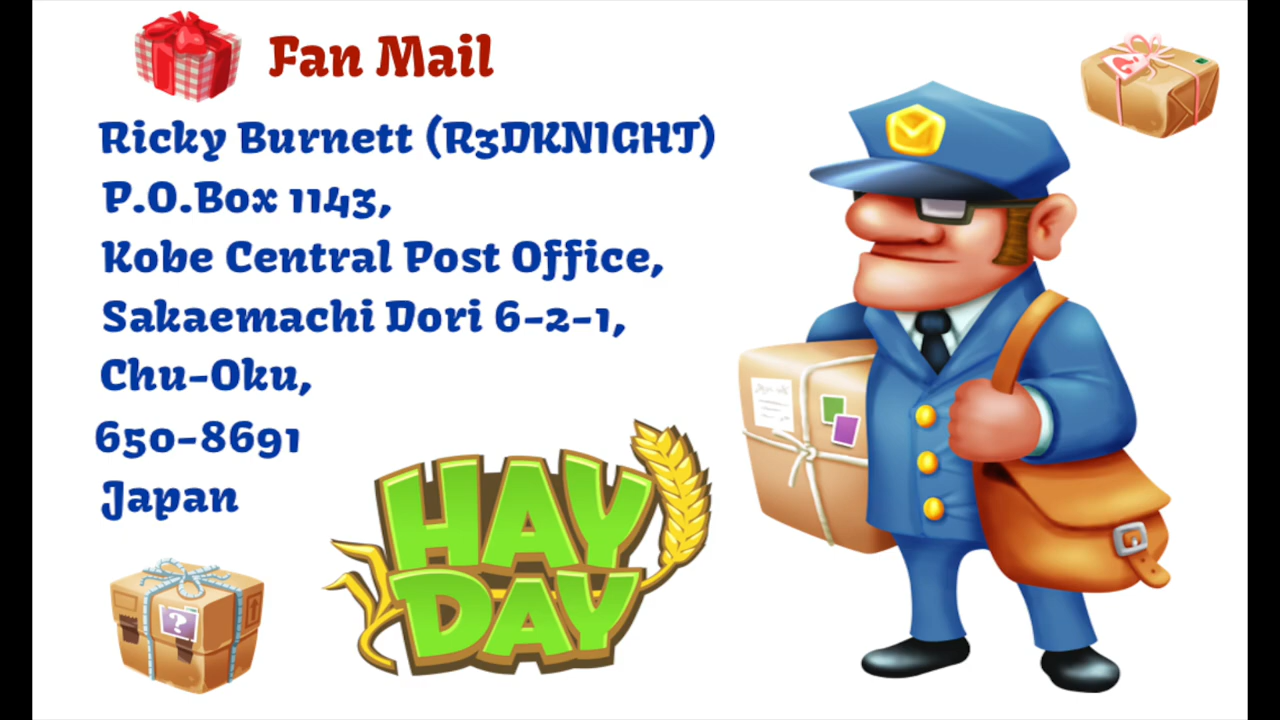 Fan Mail
Ricky Burnett (R3DKNIGHT)
P.O.Box 1143,
Kobe Central Post Office,
Sakaemachi Dori 6-2-1,
Chu-Oku,
650-8691
Japan
HAY
DAY
?